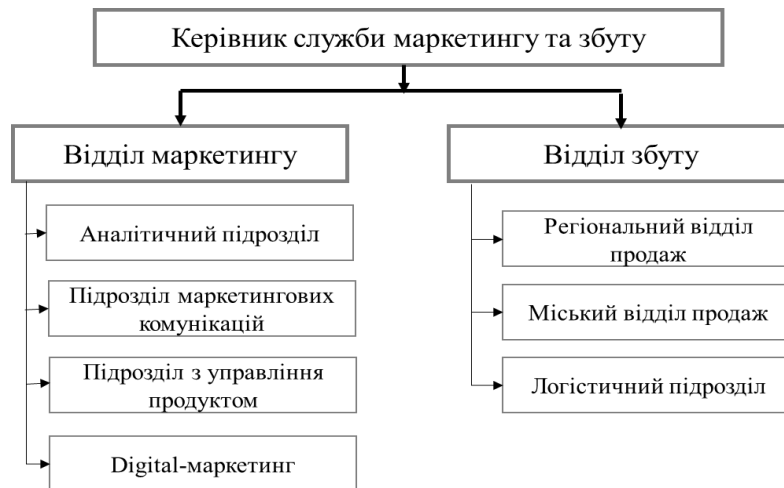 Керівник служби маркетингу та збуту
Відділ маркетингу
Аналітичний підрозділ
Підрозділ маркетингових
комунікацій
Підрозділ з управління
продуктом
Digital-маркетинг
Відділ збуту
Регіональний відділ
продаж
Міський відділ продаж
Логістичний підрозділ